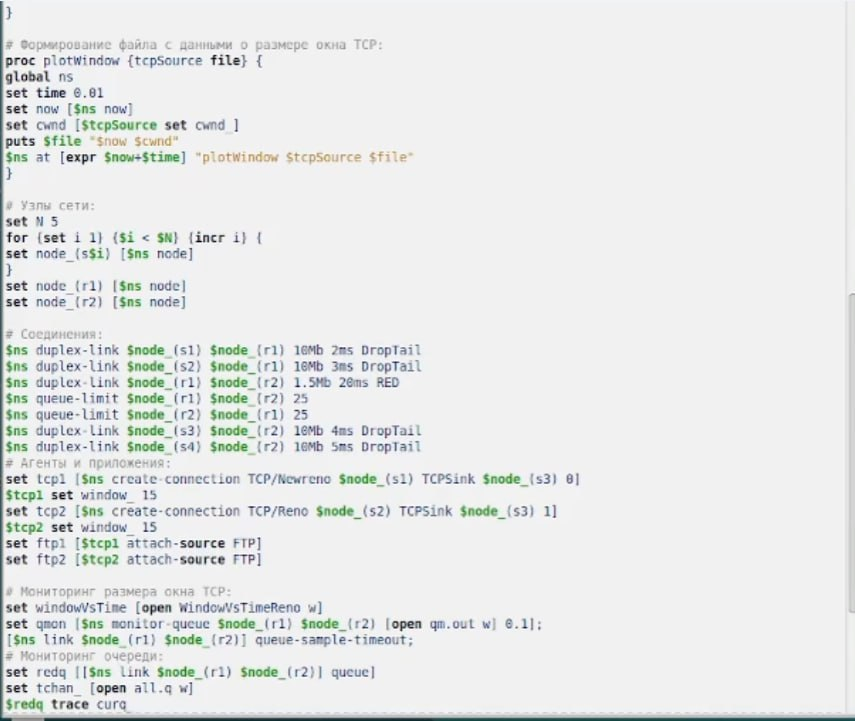 }
# Формирование файла с данными о размере окна TCP:
proc plotWindow {tcpSource file} {
global ns
set time 0.01
set now [$ns now]
set cwnd [$tcpSource set cwnd_]
puts $file "$now $cwnd"
$ns at [expr $now+$time] "plotWindow $tcpSource $file"
}
# Узлы сети:
set N 5
for {set i 1} {$i < $N} {incr i} {
set node_(s$i) [$ns node]
}
set node_(r1) [$ns node]
set node_(r2) [$ns node]
# Соединения:
$ns duplex-link $node_(s1) $node_(r1) 10Mb 2ms DropTail
$ns duplex-link $node_(s2) $node_(r1) 10Mb 3ms DropTail
$ns duplex-link $node_(r1) $node_(r2) 1.5Mb 20ms RED
$ns queue-limit $node_(r1) $node_(r2) 25
$ns queue-limit $node_(r2) $node_(r1) 25
$ns duplex-link $node_(s3) $node_(r2) 10Mb 4ms DropTail
$ns duplex-link $node_(s4) $node_(r2) 10Mb 5ms DropTail
# Агенты и приложения:
set tcp1 [$ns create-connection TCP/Newreno $node_(s1) TCPSink $node_(s3) 0]
$tcp1 set window_ 15
set tcp2 [$ns create-connection TCP/Reno $node_(s2) TCPSink $node_(s3) 1]
$tcp2 set window_ 15
set ftp1 [$tcp1 attach-source FTP]
set ftp2 [$tcp2 attach-source FTP]
# Мониторинг размера окна TCP:
set windowVsTime [open WindowVsTimeReno w]
set qmon [$ns monitor-queue $node_(r1) $node_(r2) [open qm.out w] 0.1];
[$ns link $node_(r1) $node_(r2)] queue-sample-timeout;
# Мониторинг очереди:
set redq [[$ns link $node_(r1) $node_(r2)] queue]
set tchan_ [open all.q w]
$redq trace curq_